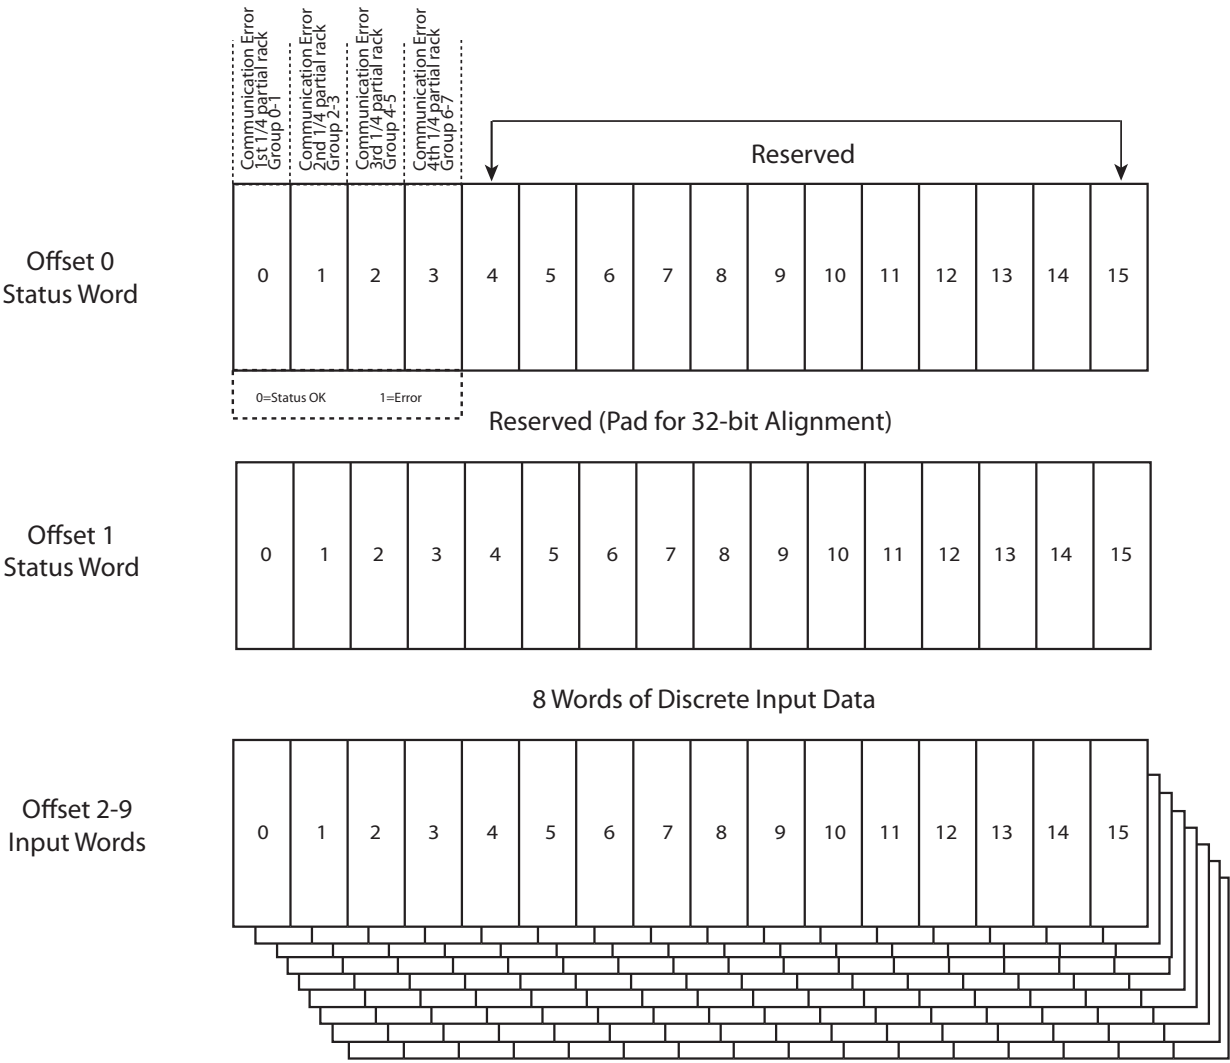 Communication Error
1st 1/4 partial rack
Group 0-1
Communication Error
2nd 1/4 partial rack
Group 2-3
Communication Error
3rd 1/4 partial rack
Group 4-5
Communication Error
4th 1/4 partial rack
Group 6-7
Reserved
Offset 0
Status Word
0 1 2 3 4 5 6 7 8 9 10 11 12 13 14 15
0=Status OK 1=Error
Reserved (Pad for 32-bit Alignment)
Offset 1
Status Word
0 1 2 3 4 5 6 7 8 9 10 11 12 13 14 15
8 Words of Discrete Input Data
Offset 2-9
Input Words
0 1 2 3 4 5 6 7 8 9 10 11 12 13 14 15